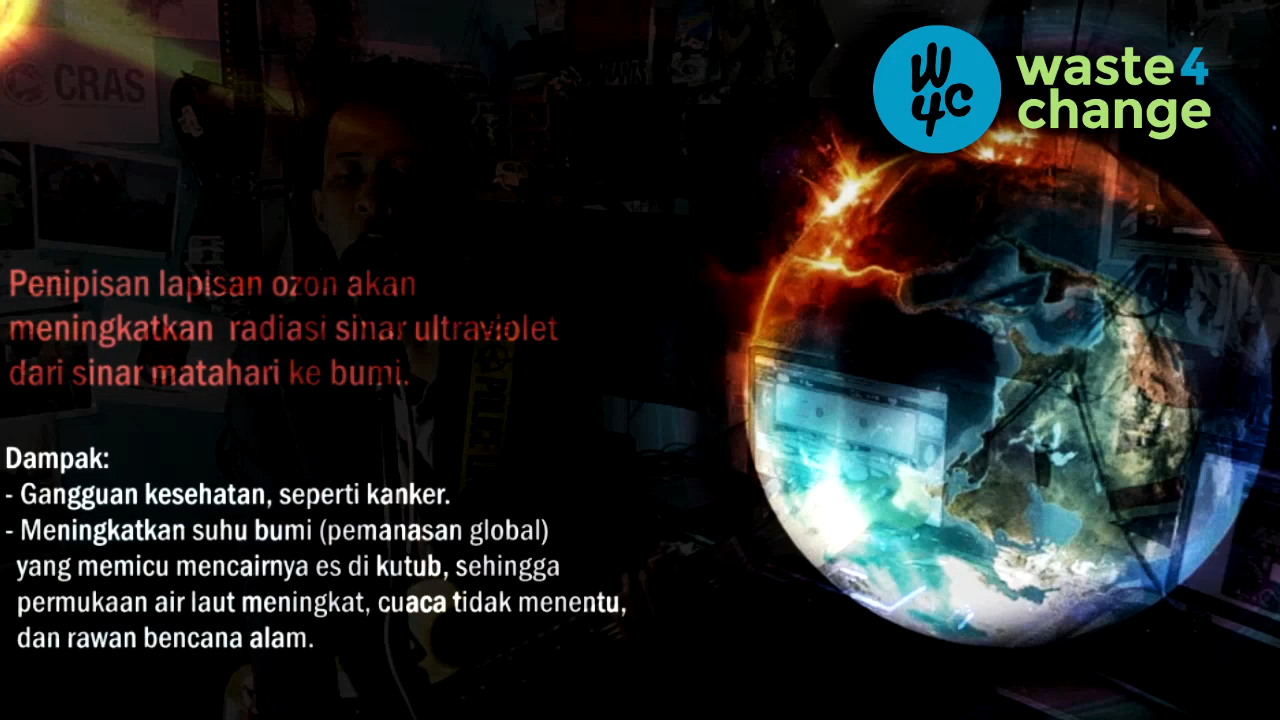 CRAS
W
4C
waste4
change
Penipisan lapisan ozon akan
meningkatkan radiasi sinar ultraviolet
dari sinar matahari ke bumi.
Dampak:
- Gangguan kesehatan, seperti kanker.
- Meningkatkan suhu bumi (pemanasan global)
yang memicu mencairnya es di kutub, sehingga
permukaan air laut meningkat, cuaca tidak menentu,
dan rawan bencana alam.